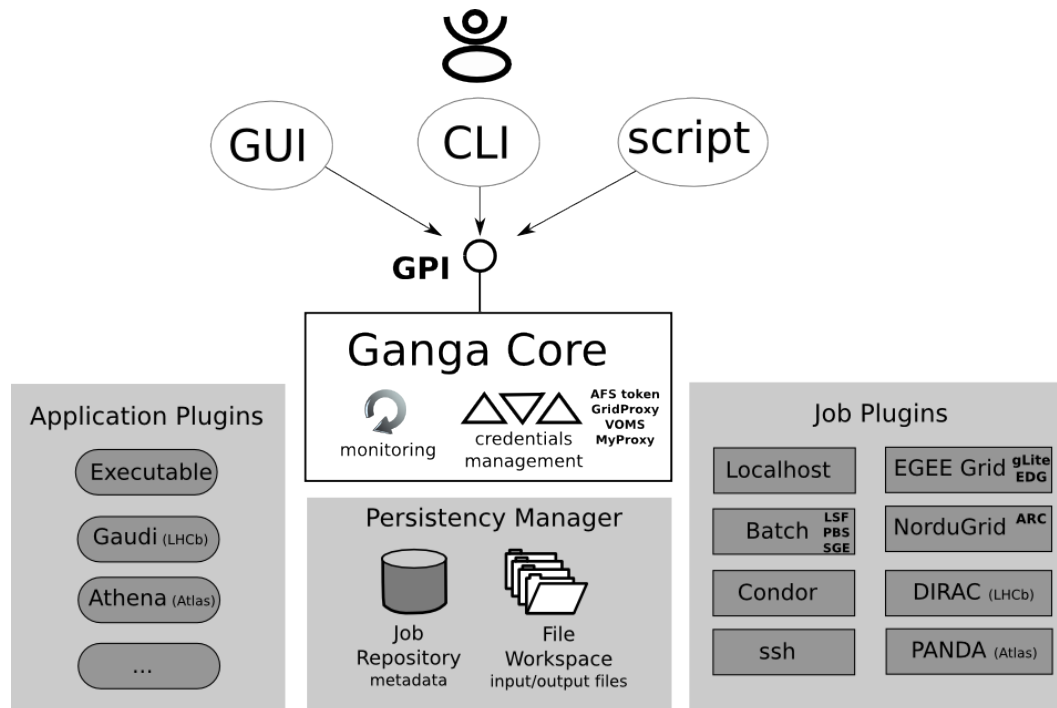 GUI
CLI
script
GPI
Ganga Core
monitoring
credentials
management
AFS token
GridProxy
VOMS
MyProxy
Application Plugins
Executable
Gaudi (LHCb)
Athena (Atlas)
...
Persistency Manager
Job
Repository
metadata
File
Workspace
input/output files
Job Plugins
Localhost
EGEE Grid gLite
EDG
Batch LSF
PBS
SGE
NorduGrid ARC
Condor
DIRAC (LHCb)
ssh
PANDA (Atlas)